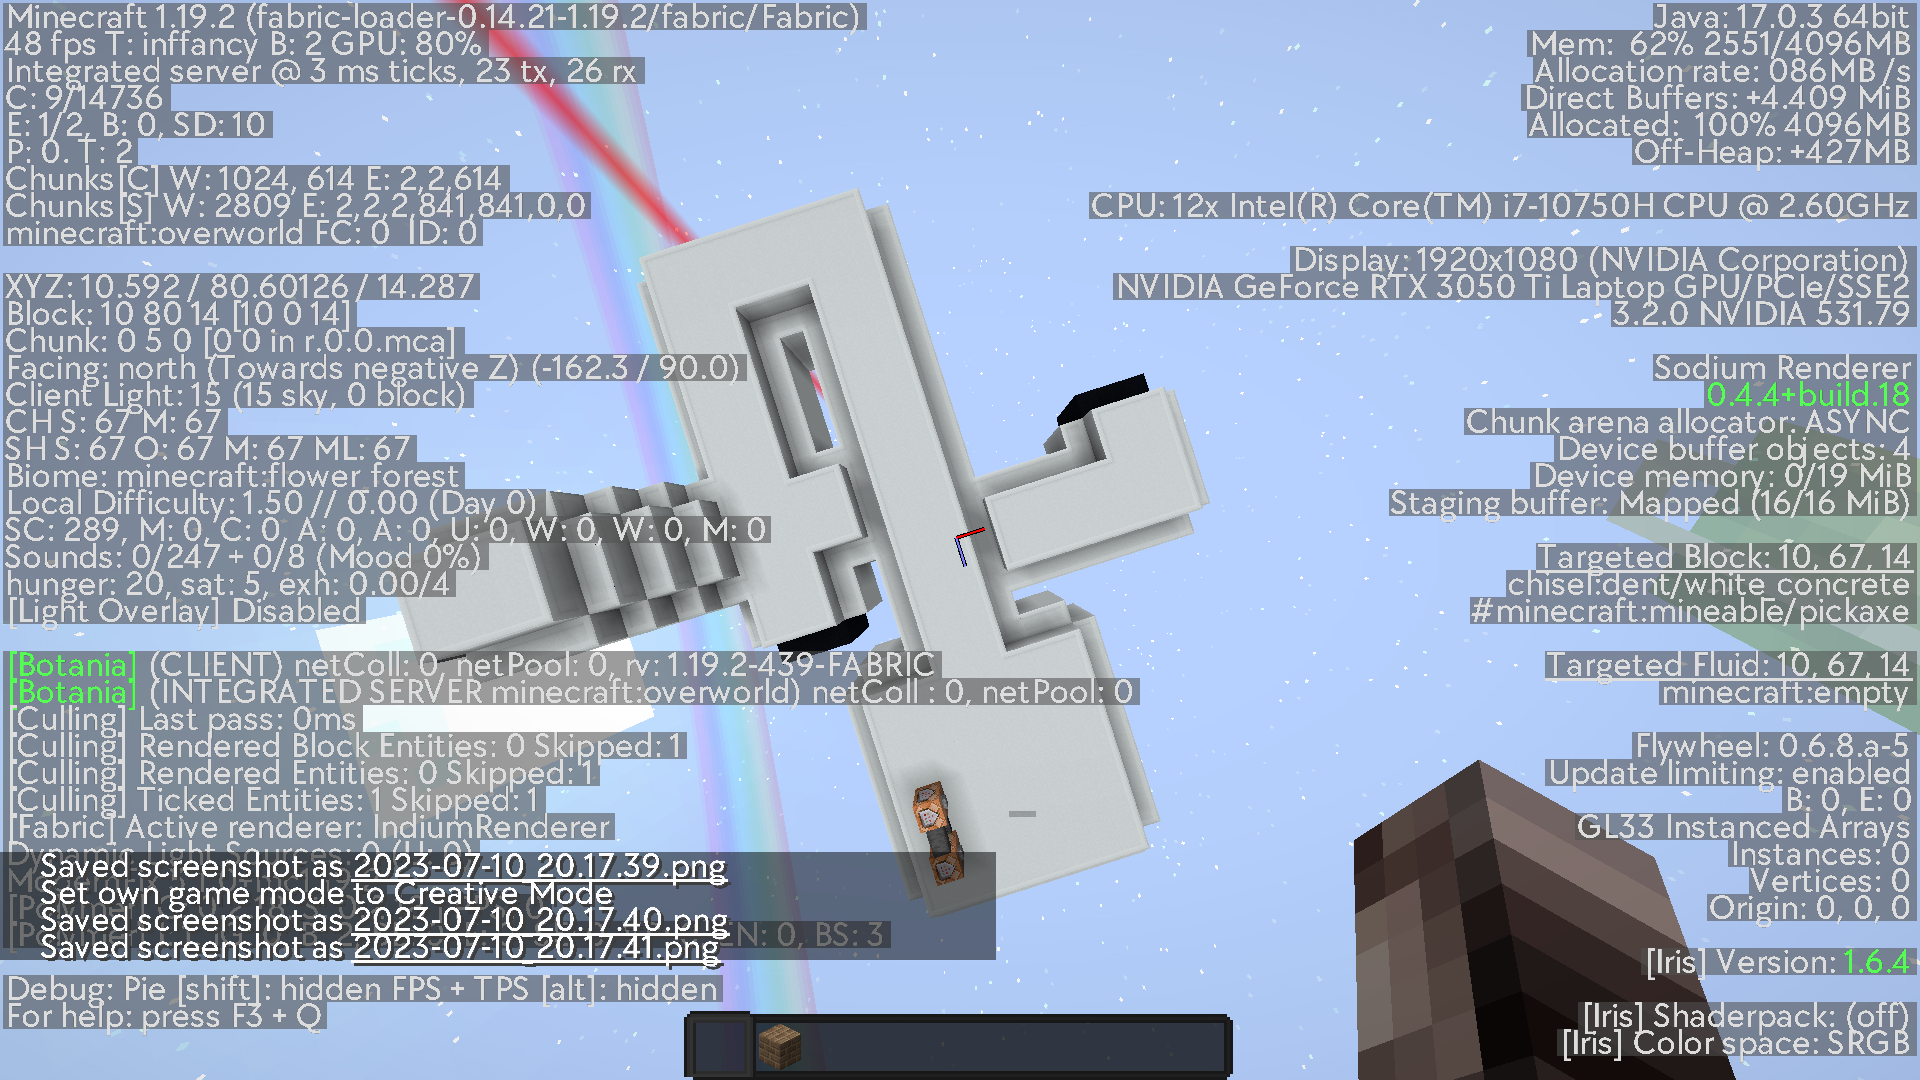 Minecraft 1.19.2 (fabric-loader-0.14.21-1.19.2/fabric/Fabric)
48 fps T: inffancy B: 2 GPU: 80%
Integrated server @ 3 ms ticks, 23 tx, 26 rx
C: 9/14736
E: 1/2, B: 0, SD: 10
P: 0. T: 2
Chunks[C] W: 1024, 614 E: 2,2,614
Chunks[S] W: 2809 E: 2,2,2,841,841,0,0
minecraft:overworld FC: 0 ID: 0
XYZ: 10.592 / 80.60126 / 14.287
Block: 10 80 14 [10 0 14]
Chunk: 0 5 0 [0 0 in r.0.0.mca]
Facing: north (Towards negative Z) (-162.3 / 90.0)
Client Light: 15 (15 sky, 0 block)
CH S: 67 M: 67
SH S: 67 O: 67 M: 67 ML: 67
Biome: minecraft:flower_forest
Local Difficulty: 1.50 // 0.00 (Day 0)
SC: 289, M: 0, C: 0, A: 0, A: 0, U: 0, W: 0, W: 0, M: 0
Sounds: 0/247 + 0/8 (Mood 0%)
hunger: 20, sat: 5, exh: 0.00/4
[Light Overlay] Disabled
[Botania] (CLIENT) netColl: 0, netPool: 0, rv: 1.19.2-439-FABRIC
[Botania] (INTEGRATED SERVER minecraft:overworld) netColl : 0, netPool: 0
[Culling] Last pass: 0ms
[Culling] Rendered Block Entities: 0 Skipped: 1
[Culling] Rendered Entities: 0 Skipped: 1
[Culling] Ticked Entities: 1 Skipped: 1
[Fabric] Active renderer: IndiumRenderer
Dynamic Light Sources: 0 (U: 0)
Saved screenshot as 2023-07-10_20.17.39.png
Set own game mode to Creative Mode
Saved screenshot as 2023-07-10_20.17.40.png
EN: 0, BS: 3
Saved screenshot as 2023-07-10_20.17.41.png
Debug: Pie [shift]: hidden FPS + TPS [alt]: hidden
For help: press F3 + Q
Java: 17.0.3 64bit
Mem: 62% 2551/4096MB
Allocation rate: 086MB /s
Direct Buffers: +4.409 MiB
Allocated: 100% 4096MB
Off-Heap: +427MB
CPU: 12x Intel(R) Core(TM) i7-10750H CPU @ 2.60GHz
Display: 1920x1080 (NVIDIA Corporation)
NVIDIA GeForce RTX 3050 Ti Laptop GPU/PCIe/SSE2
3.2.0 NVIDIA 531.79
Sodium Renderer
0.4.4+build.18
Chunk arena allocator: ASYNC
Device buffer objects: 4
Device memory: 0/19 MiB
Staging buffer: Mapped (16/16 MiB)
Targeted Block: 10, 67, 14
chisel:dent/white_concrete
#minecraft:mineable/pickaxe
Targeted Fluid: 10, 67, 14
minecraft:empty
Flywheel: 0.6.8.a-5
Update limiting: enabled
B: 0, E: 0
GL33 Instanced Arrays
Instances: 0
Vertices: 0
Origin: 0, 0, 0
[Iris] Version: 1.6.4
[Iris] Shaderpack: (off)
[Iris] Color space: SRGB